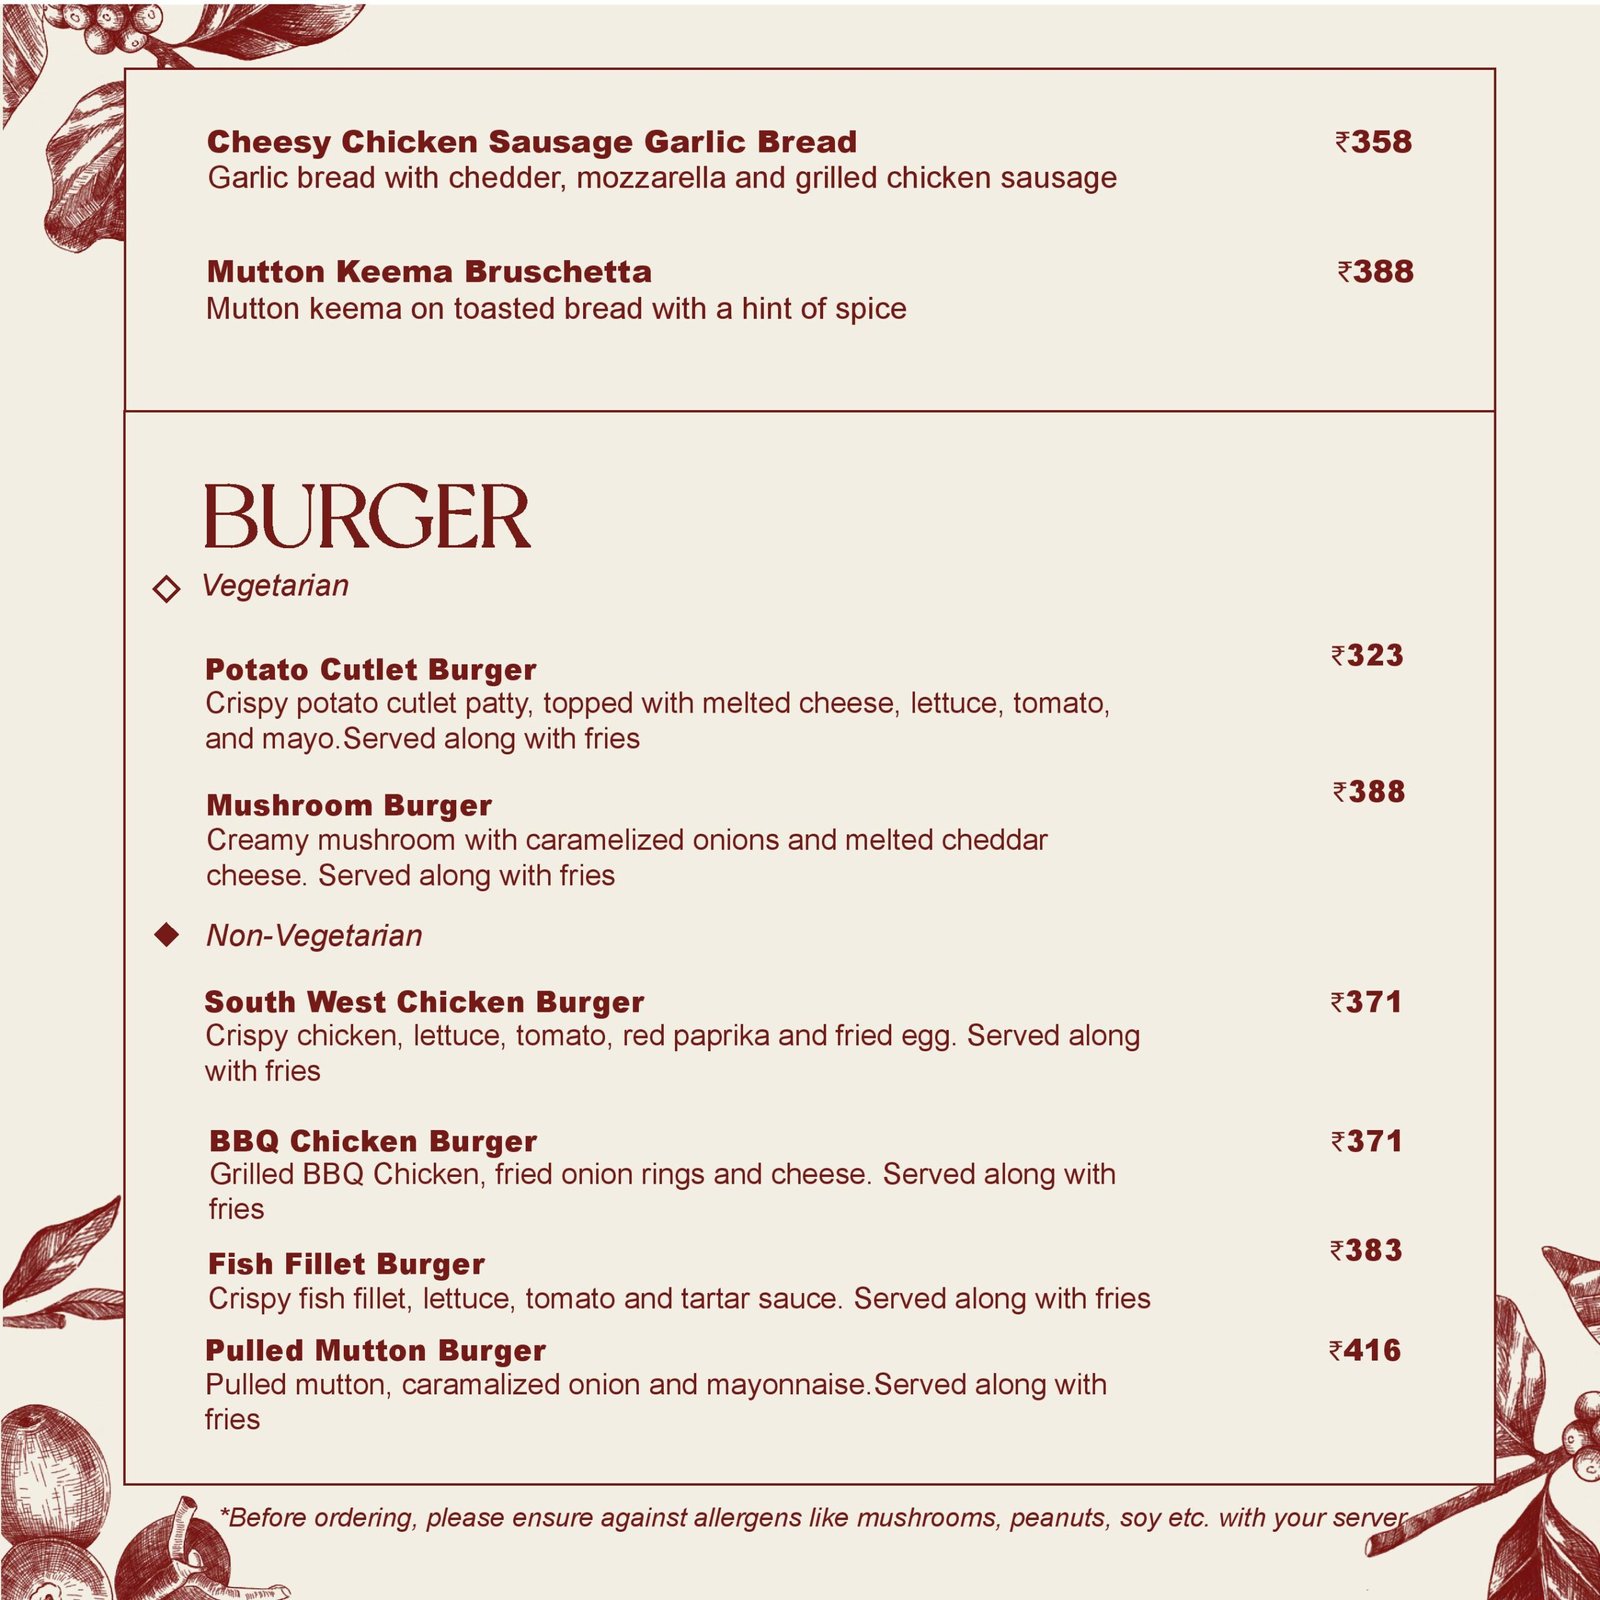 Cheesy Chicken Sausage Garlic Bread ₹358
Garlic bread with chedder, mozzarella and grilled chicken sausage
Mutton Keema Bruschetta ₹388
Mutton keema on toasted bread with a hint of spice
BURGER
Vegetarian
Potato Cutlet Burger ₹323
Crispy potato cutlet patty, topped with melted cheese, lettuce, tomato,
and mayo.Served along with fries
Mushroom Burger ₹388
Creamy mushroom with caramelized onions and melted cheddar
cheese. Served along with fries
Non-Vegetarian
South West Chicken Burger ₹371
Crispy chicken, lettuce, tomato, red paprika and fried egg. Served along
with fries
BBQ Chicken Burger ₹371
Grilled BBQ Chicken, fried onion rings and cheese. Served along with
fries
Fish Fillet Burger ₹383
Crispy fish fillet, lettuce, tomato and tartar sauce. Served along with fries
Pulled Mutton Burger ₹416
Pulled mutton, caramalized onion and mayonnaise.Served along with
fries
*Before ordering, please ensure against allergens like mushrooms, peanuts, soy etc. with your server.